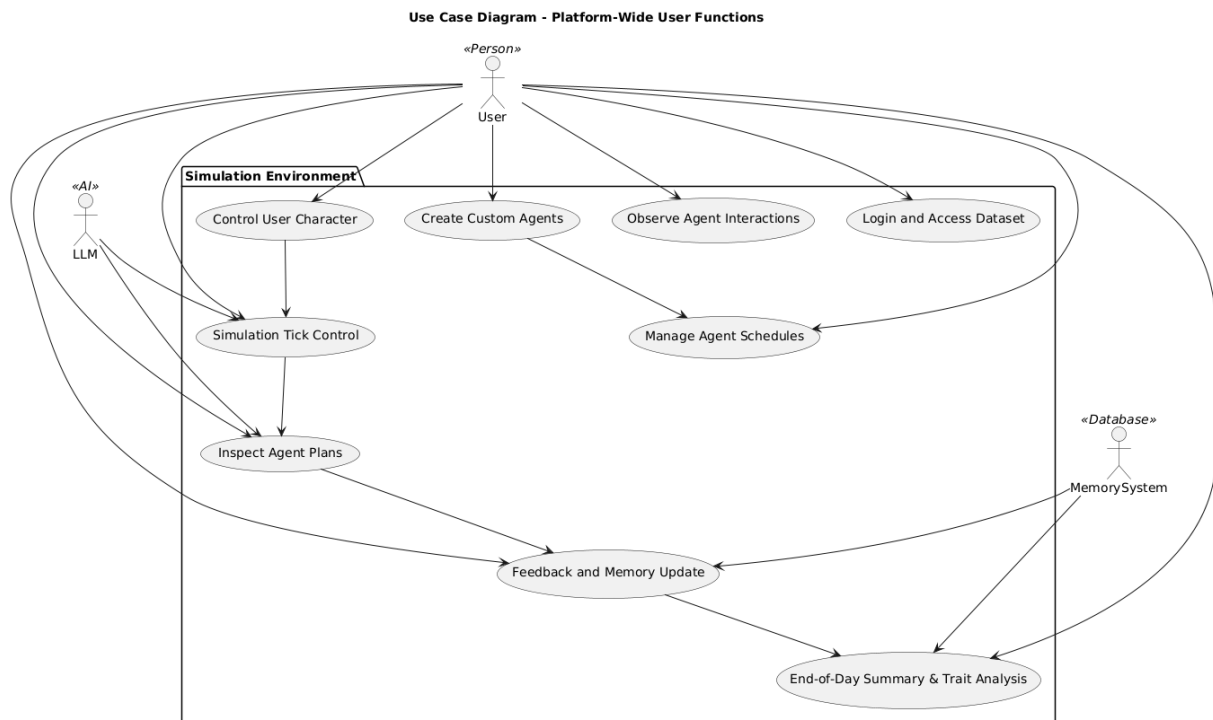 Use Case Diagram - Platform-Wide User Functions
«Person»
User
«AI»
LLM
Simulation Environment
Control User Character
Create Custom Agents
Observe Agent Interactions
Login and Access Dataset
Simulation Tick Control
Manage Agent Schedules
Inspect Agent Plans
«Database»
MemorySystem
Feedback and Memory Update
End-of-Day Summary & Trait Analysis